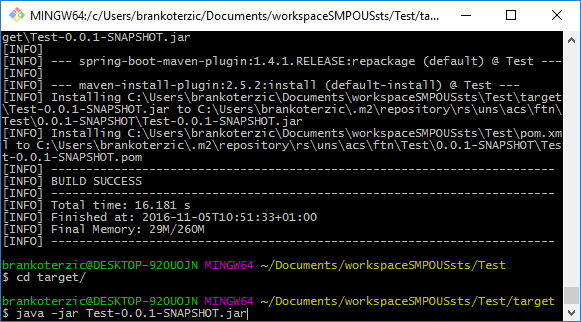 MINGW64:/c/Users/brankoterzic/Documents/workspaceSMPOUSsts/Test/ta...
get\Test-0.0.1-SNAPSHOT.jar
[INFO]
[INFO] --- spring-boot-maven-plugin:1.4.1.RELEASE:repackage (default) @ Test ---
[INFO]
[INFO] --- maven-install-plugin:2.5.2:install (default-install) @ Test ---
[INFO] Installing C:\Users\brankoterzic\Documents\workspaceSMPOUSsts\Test\target
\Test-0.0.1-SNAPSHOT.jar to C:\Users\brankoterzic\.m2\repository\rs\uns\acs\ftn\
Test\0.0.1-SNAPSHOT\Test-0.0.1-SNAPSHOT.jar
[INFO] Installing C:\Users\brankoterzic\Documents\workspaceSMPOUSsts\Test\pom.xm
l to C:\Users\brankoterzic\.m2\repository\rs\uns\acs\ftn\Test\0.0.1-SNAPSHOT\Tes
t-0.0.1-SNAPSHOT.pom
[INFO] ------------------------------------------------------------------------
[INFO] BUILD SUCCESS
[INFO] ------------------------------------------------------------------------
[INFO] Total time: 16.181 s
[INFO] Finished at: 2016-11-05T10:51:33+01:00
[INFO] Final Memory: 29M/260M
[INFO] ------------------------------------------------------------------------
brankoterzic@DESKTOP-92OUOJN MINGW64 ~/Documents/workspaceSMPOUSsts/Test
$ cd target/
brankoterzic@DESKTOP-92OUOJN MINGW64 ~/Documents/workspaceSMPOUSsts/Test/target
$ java -jar Test-0.0.1-SNAPSHOT.jar